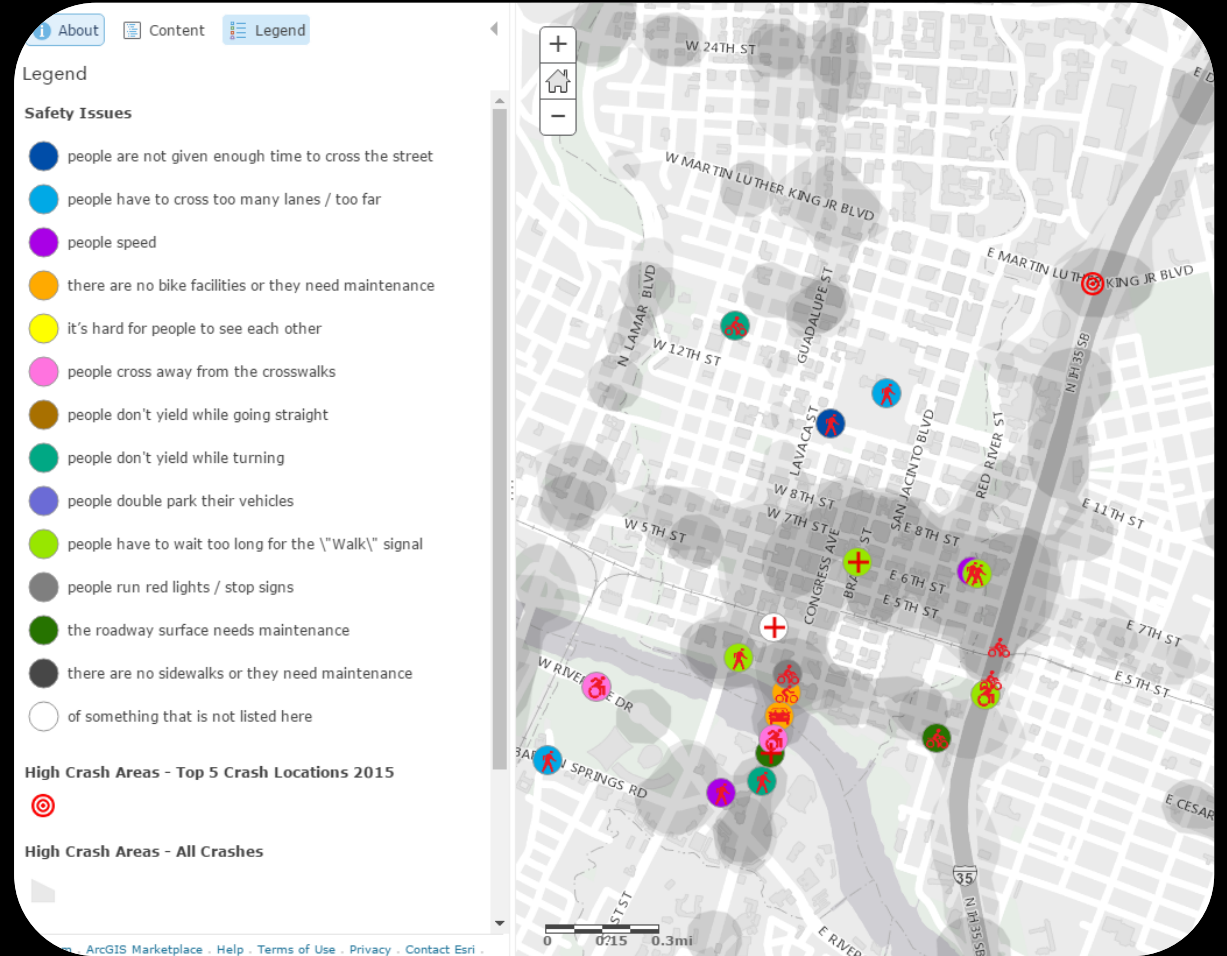 About
Content
Legend
Legend
Safety Issues
people are not given enough time to cross the street
people have to cross too many lanes / too far
people speed
there are no bike facilities or they need maintenance
it's hard for people to see each other
people cross away from the crosswalks
people don't yield while going straight
people don't yield while turning
people double park their vehicles
people have to wait too long for the \"Walk\" signal
people run red lights / stop signs
the roadway surface needs maintenance
there are no sidewalks or they need maintenance
of something that is not listed here
High Crash Areas - Top 5 Crash Locations 2015
High Crash Areas - All Crashes
ArcGIS Marketplace . Help . Terms of Use . Privacy . Contact Esri .
+
−
W 24TH ST
W MARTIN LUTHER KING JR BLVD
E MARTIN LUTHER KING JR BLVD
N LAMAR BLVD
GUADALUPE ST
W 12TH ST
N IH 35 SB
LAVACA ST
SAN JACINTO BLVD
RED RIVER ST
W 8TH ST
W 7TH ST
E 8TH ST
E 11TH ST
W 5TH ST
CONGRESS AVE
ST
E 6TH ST
E 5TH ST
E 7TH ST
E 5TH ST
W RIVE E DR
SPRINGS RD
E CESAR
35
N IH 35 SB
ST ST
E RIVER
0 0.15 0.3mi